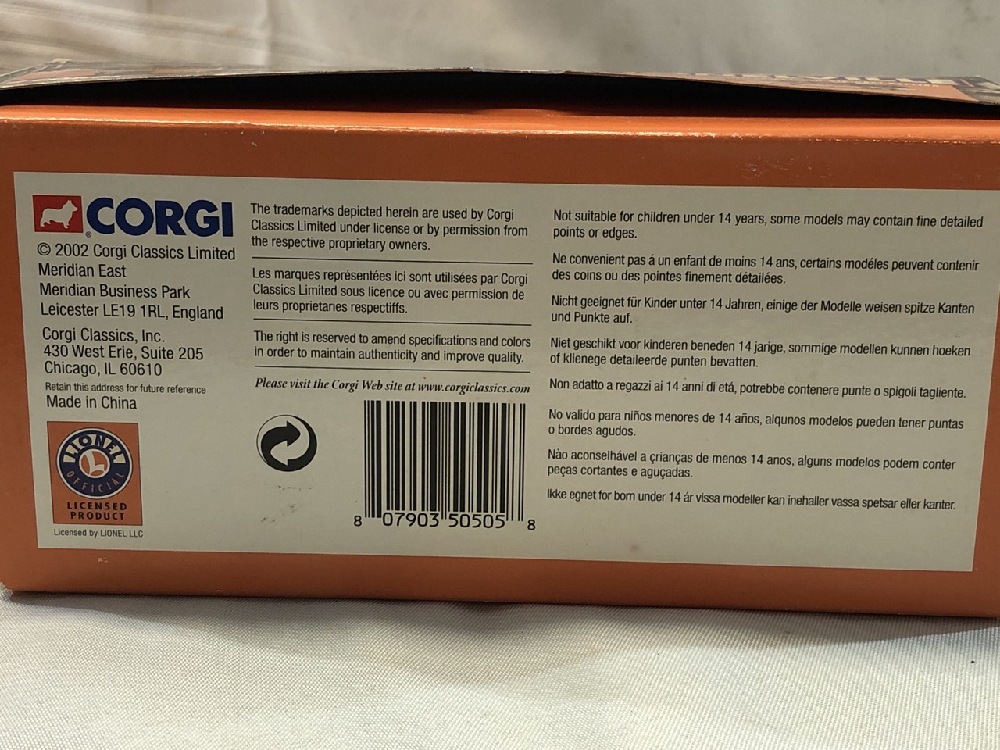 CORGI
© 2002 Corgi Classics Limited
Meridian East
Meridian Business Park
Leicester LE19 1RL, England
Corgi Classics, Inc.
430 West Erie, Suite 205
Chicago, IL 60610
Retain this address for future reference
Made in China
LIONEL
OFFICIAL
LICENSED
PRODUCT
Licensed by LIONEL LLC
The trademarks depicted herein are used by Corgi
Classics Limited under license or by permission from
the respective proprietary owners.
Les marques représentées ici sont utilisées par Corgi
Classics Limited sous licence ou avec permission de
leurs proprietanes respectiffs.
The right is reserved to amend specifications and colors
in order to maintain authenticity and improve quality.
Please visit the Corgi Web site at www.corgiclassics.com
8 07903 50505 8
Not suitable for children under 14 years, some models may contain fine detailed
points or edges.
Ne convenient pas á un enfant de moins 14 ans, certains modéles peuvent contenir
des coins ou des pointes finement détaiIées.
Nicht geeignet für Kinder unter 14 Jahren, einige der Modelle weisen spitze Kanten
und Punkte auf.
Niet geschikt voor kinderen beneden 14 jarige, sommige modellen kunnen hoeken
of kllenege detaileerde punten bevatten.
Non adatto a regazzi ai 14 anni di etá, potrebbe contenere punte o spigoli tagliente.
No valido para niños menores de 14 años, alqunos modelos pueden tener puntas
o bordes agudos.
Não aconselhável a çrianças de menos 14 anos, alguns modelos podem conter
peças cortantes e aguçadas.
Ikke egnet for bom under 14 år vissa modeller kan inehaller vassa spetsar eller kanter.